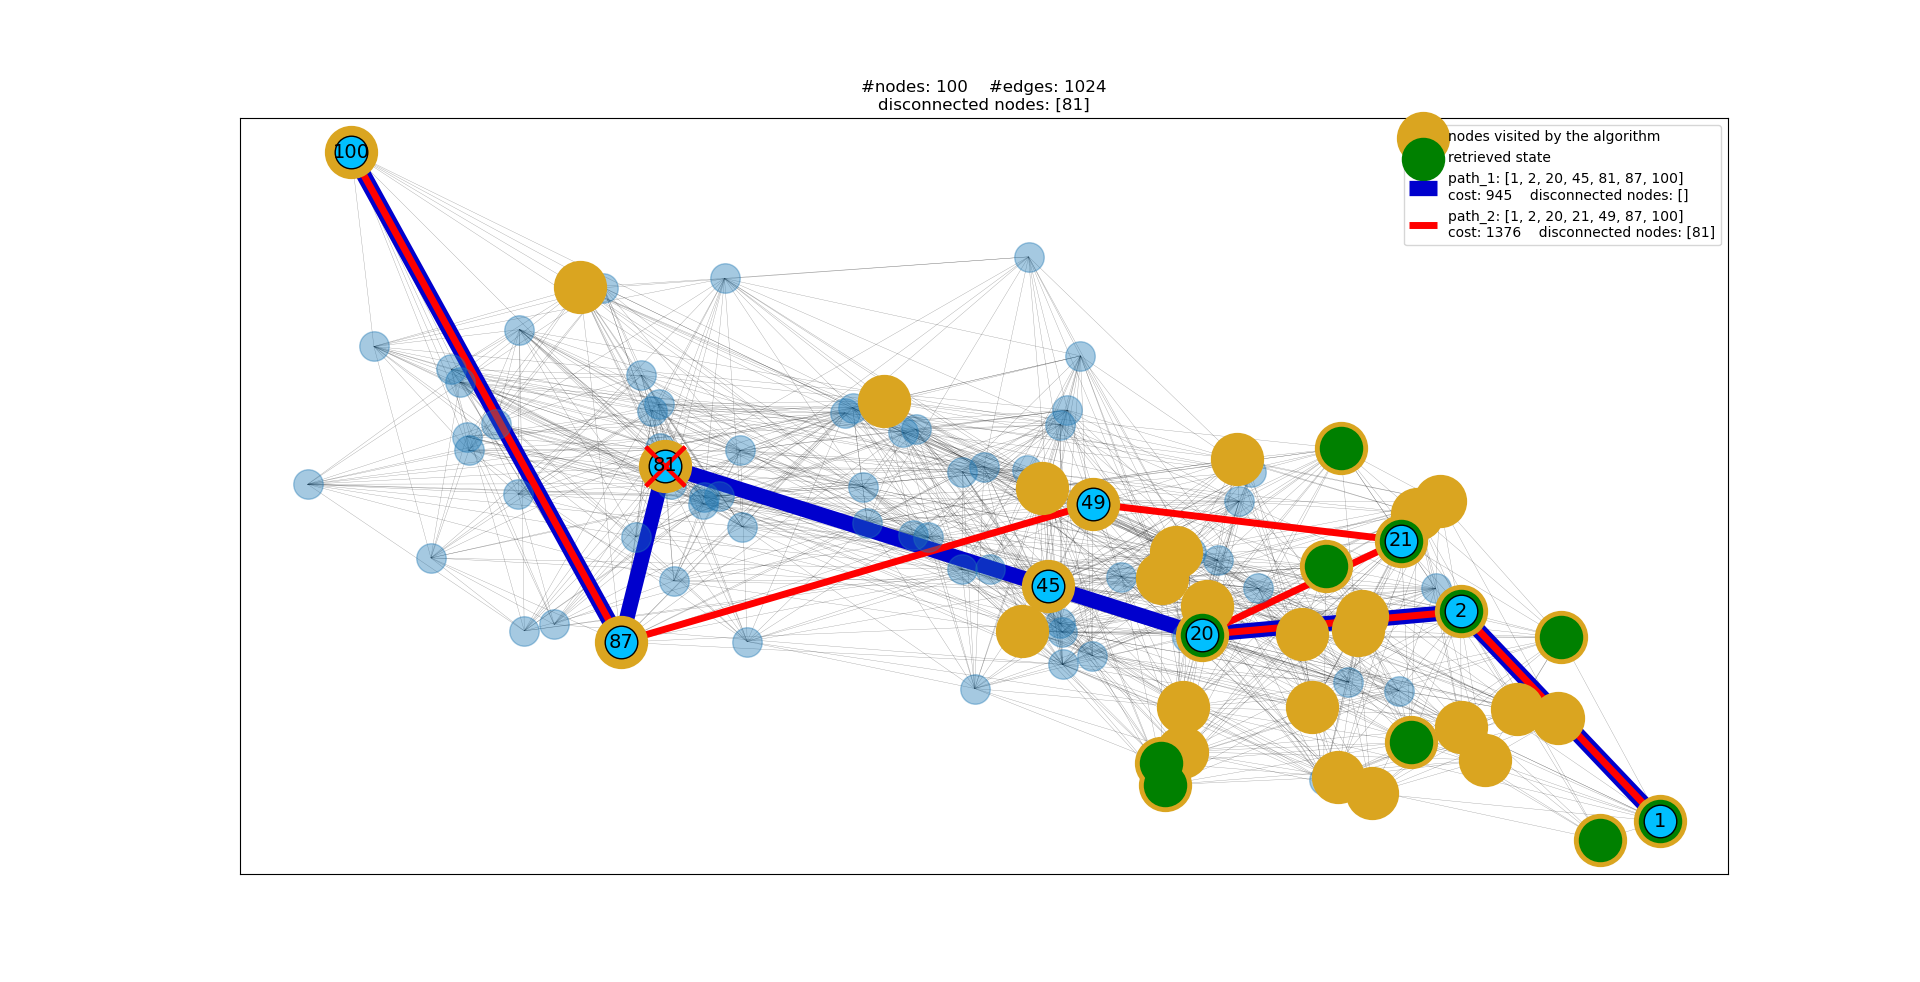 #nodes: 100    #edges: 1024
disconnected nodes: [81]
nodes visited by the algorithm
retrieved state
path_1: [1, 2, 20, 45, 81, 87, 100]
cost: 945    disconnected nodes: []
path_2: [1, 2, 20, 21, 49, 87, 100]
cost: 1376    disconnected nodes: [81]
100
81
49
21
45
2
20
87
1